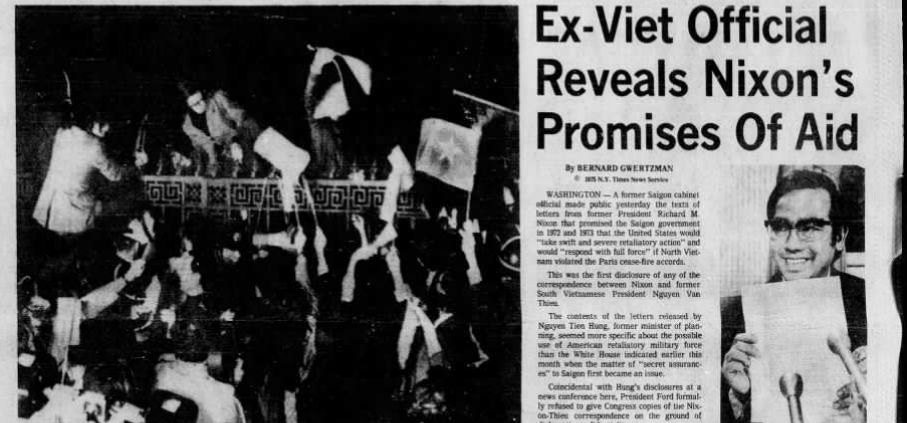 Ex-Viet Official
Reveals Nixon's
Promises Of Aid
By BERNARD GWERTZMAN
© 1975 N.Y. Times News Service
WASHINGTON — A former Saigon cabinet
official made public yesterday the texts of
letters from former President Richard M.
Nixon that promised the Saigon government
in 1972 and 1973 that the United States would
"take swift and severe retaliatory action" and
would "respond with full force" if North Viet-
nam violated the Paris cease-fire accords.
This was the first disclosure of any of the
correspondence between Nixon and former
South Vietnamese President Nguyen Van
Thieu.
The contents of the letters released by
Nguyen Tien Hung, former minister of plan-
ning, seemed more specific about the possible
use of American retaliatory military force
than the White House indicated earlier this
month when the matter of "secret assuranc-
es" to Saigon first became an issue.
Coincidental with Hung's disclosures at a
news conference here, President Ford formal-
ly refused to give Congress copies of the Nix-
on-Thieu correspondence on the ground of